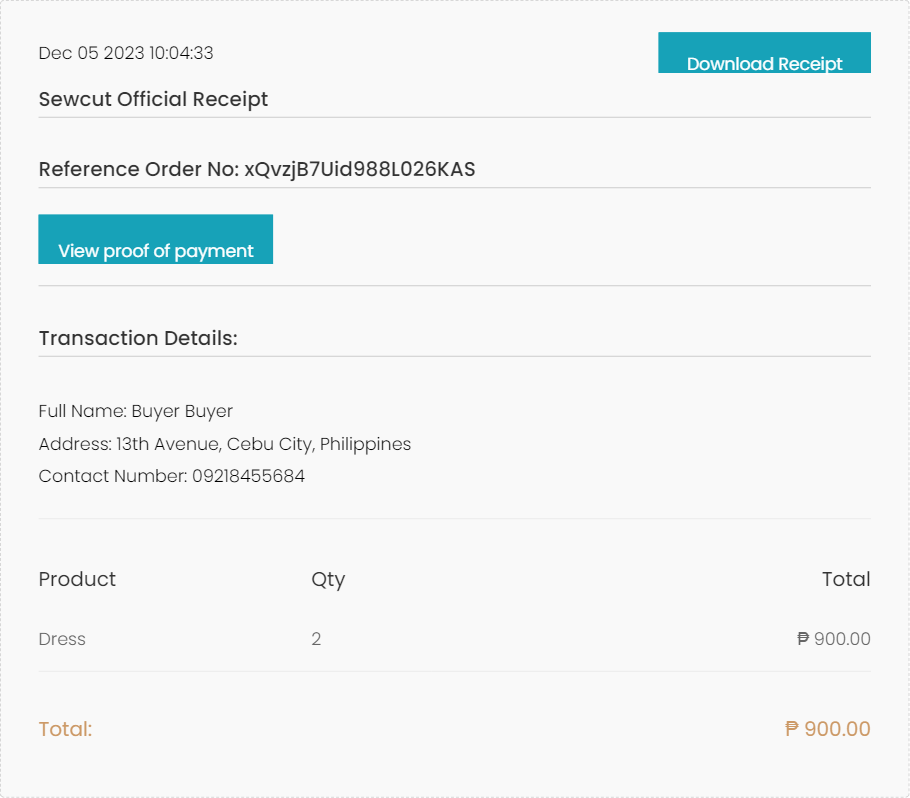 Dec 05 2023 10:04:33
Download Receipt
Sewcut Official Receipt
Reference Order No: xQvzjB7Uid988L026KAS
View proof of payment
Transaction Details:
Full Name: Buyer Buyer
Address: 13th Avenue, Cebu City, Philippines
Contact Number: 09218455684
Product Qty Total
Dress 2 ₱ 900.00
Total: ₱ 900.00